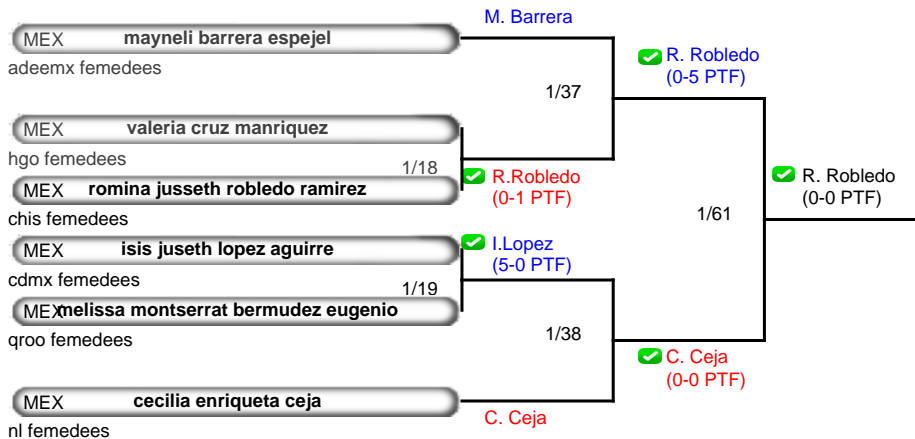 M. Barrera
MEX mayneli barrera espejel
adeemx femedees
R. Robledo
(0-5 PTF)
1/37
MEX valeria cruz manriquez
hgo femedees
1/18
R.Robledo
(0-1 PTF)
MEX romina jusseth robledo ramirez
chis femedees
R. Robledo
(0-0 PTF)
1/61
MEX isis juseth lopez aguirre
cdmx femedees
I.Lopez
(5-0 PTF)
1/19
MEX melissa montserrat bermudez eugenio
qroo femedees
1/38
C. Ceja
(0-0 PTF)
MEX cecilia enriqueta ceja
nl femedees
C. Ceja